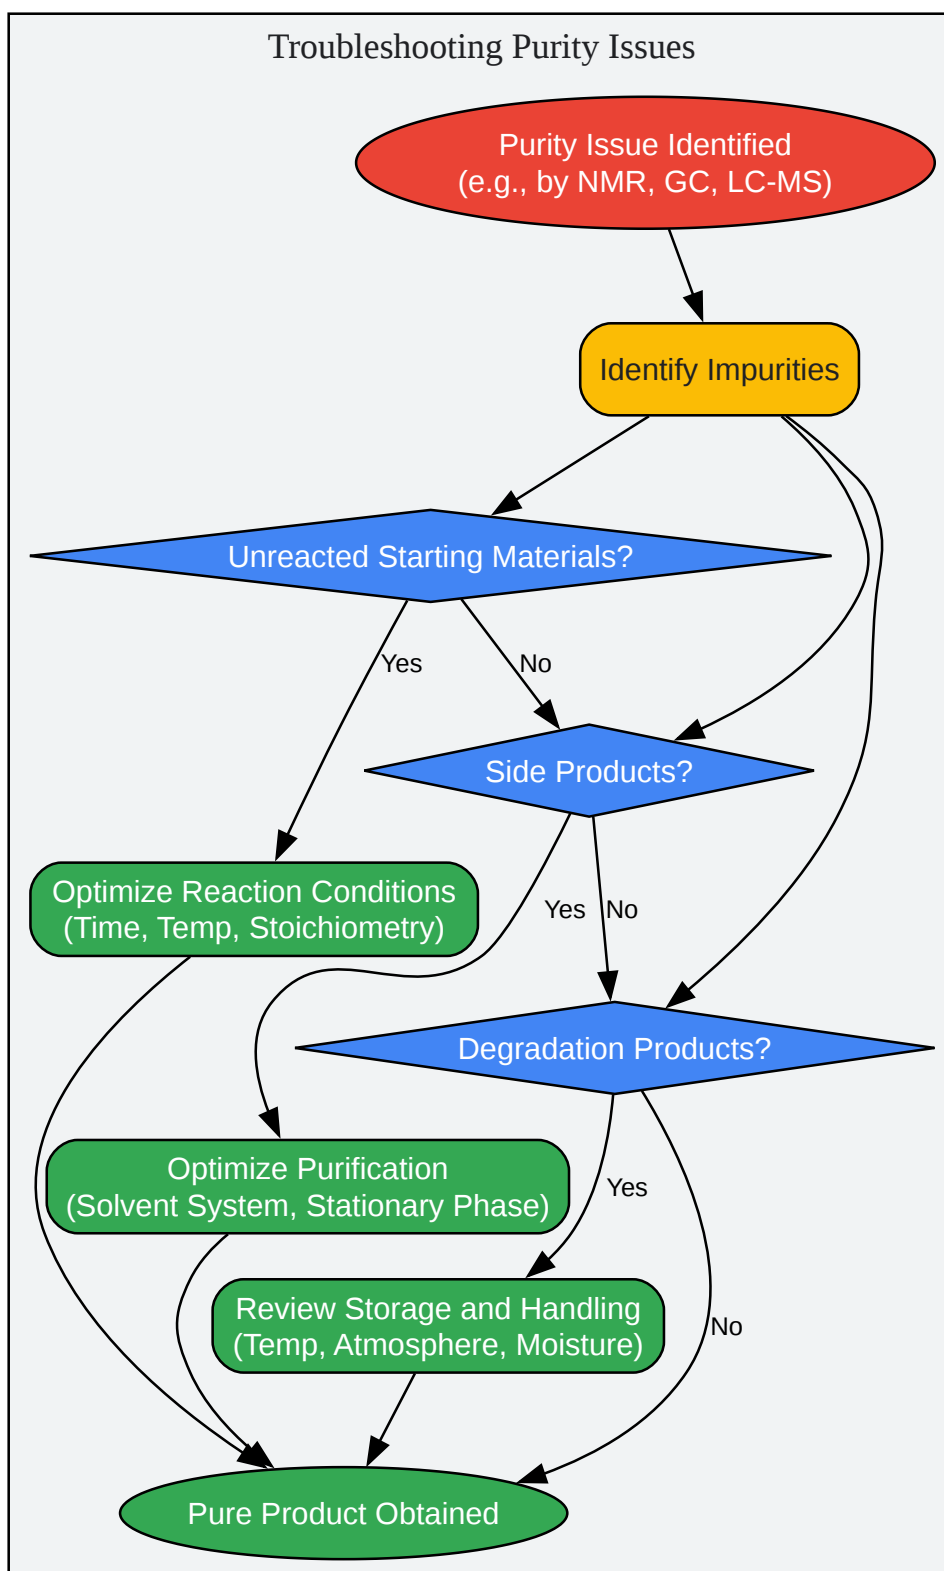 Troubleshooting Purity Issues
Purity Issue Identified
(e.g., by NMR, GC, LC-MS)
Identify Impurities
Unreacted Starting Materials?
Yes
No
Side Products?
Optimize Reaction Conditions
(Time, Temp, Stoichiometry)
Yes
No
Degradation Products?
Optimize Purification
(Solvent System, Stationary Phase)
Yes
Review Storage and Handling
(Temp, Atmosphere, Moisture)
No
Pure Product Obtained